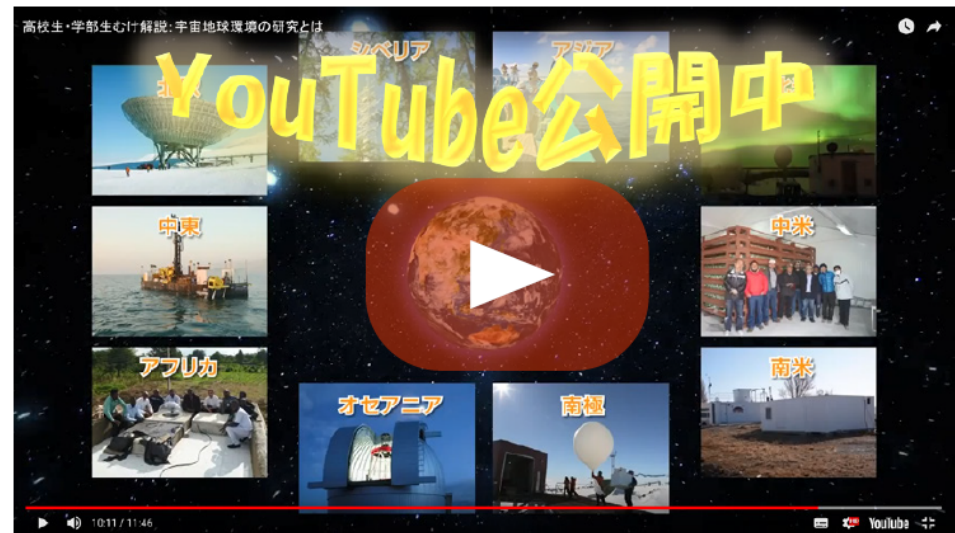 高校生・学部生むけ解説:宇宙地球環境の研究とは
シベリア
アジア
YouTube公開中
中東
中米
アフリカ
南米
オセアニア
南極
10:11 / 11:46
HD
YouTube